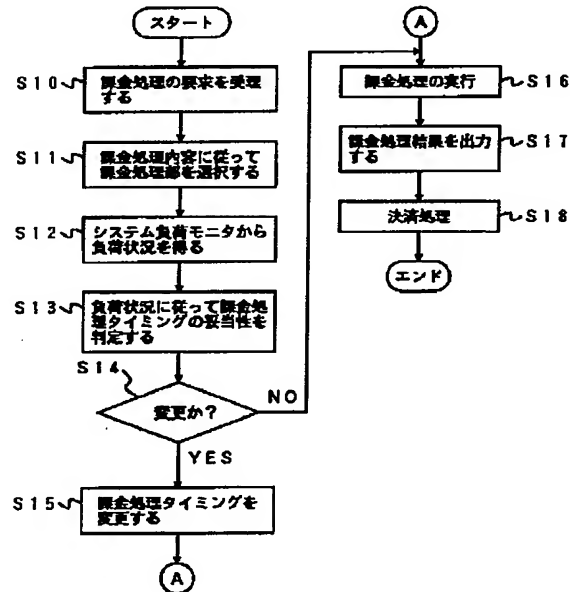 スタート
S10
課金処理の要求を受理
する
S11
課金処理内容に従って
課金処理部を選択する
S12
システム負荷モニタから
負荷状況を得る
S13
負荷状況に従って課金処
理タイミングの妥当性を
判定する
S14
変更か?
NO
YES
S15
課金処理タイミングを
変更する
A
A
課金処理の実行
S16
課金処理結果を出力
する
S17
決済処理
S18
エンド